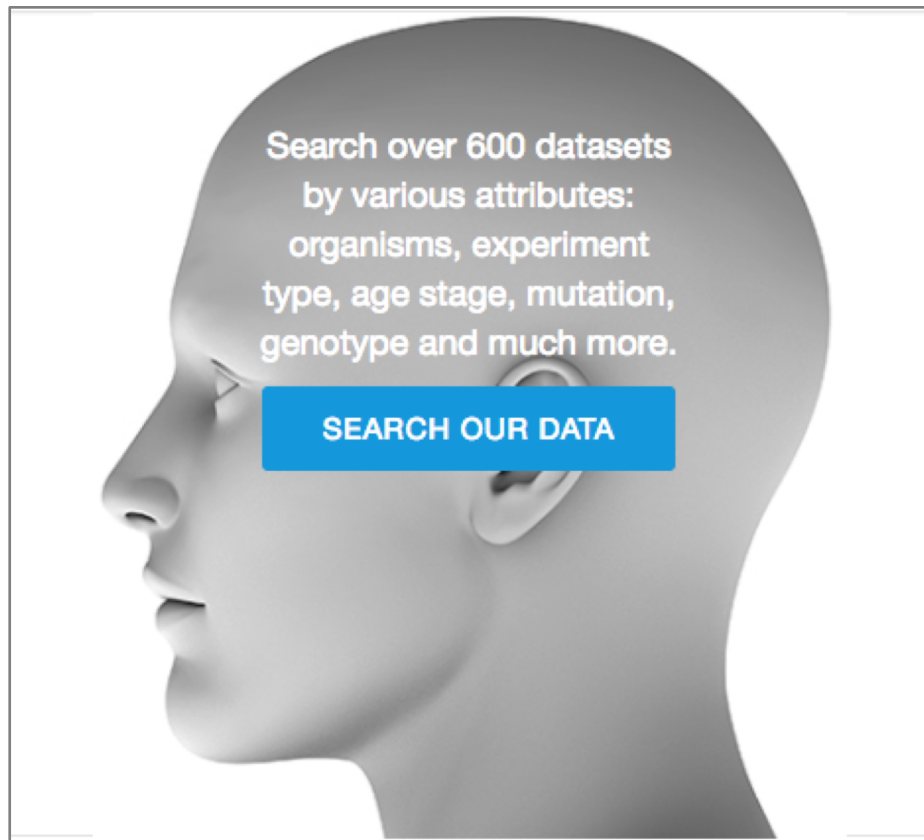 Search over 600 datasets
by various attributes:
organisms, experiment
type, age stage, mutation,
genotype and much more.
SEARCH OUR DATA